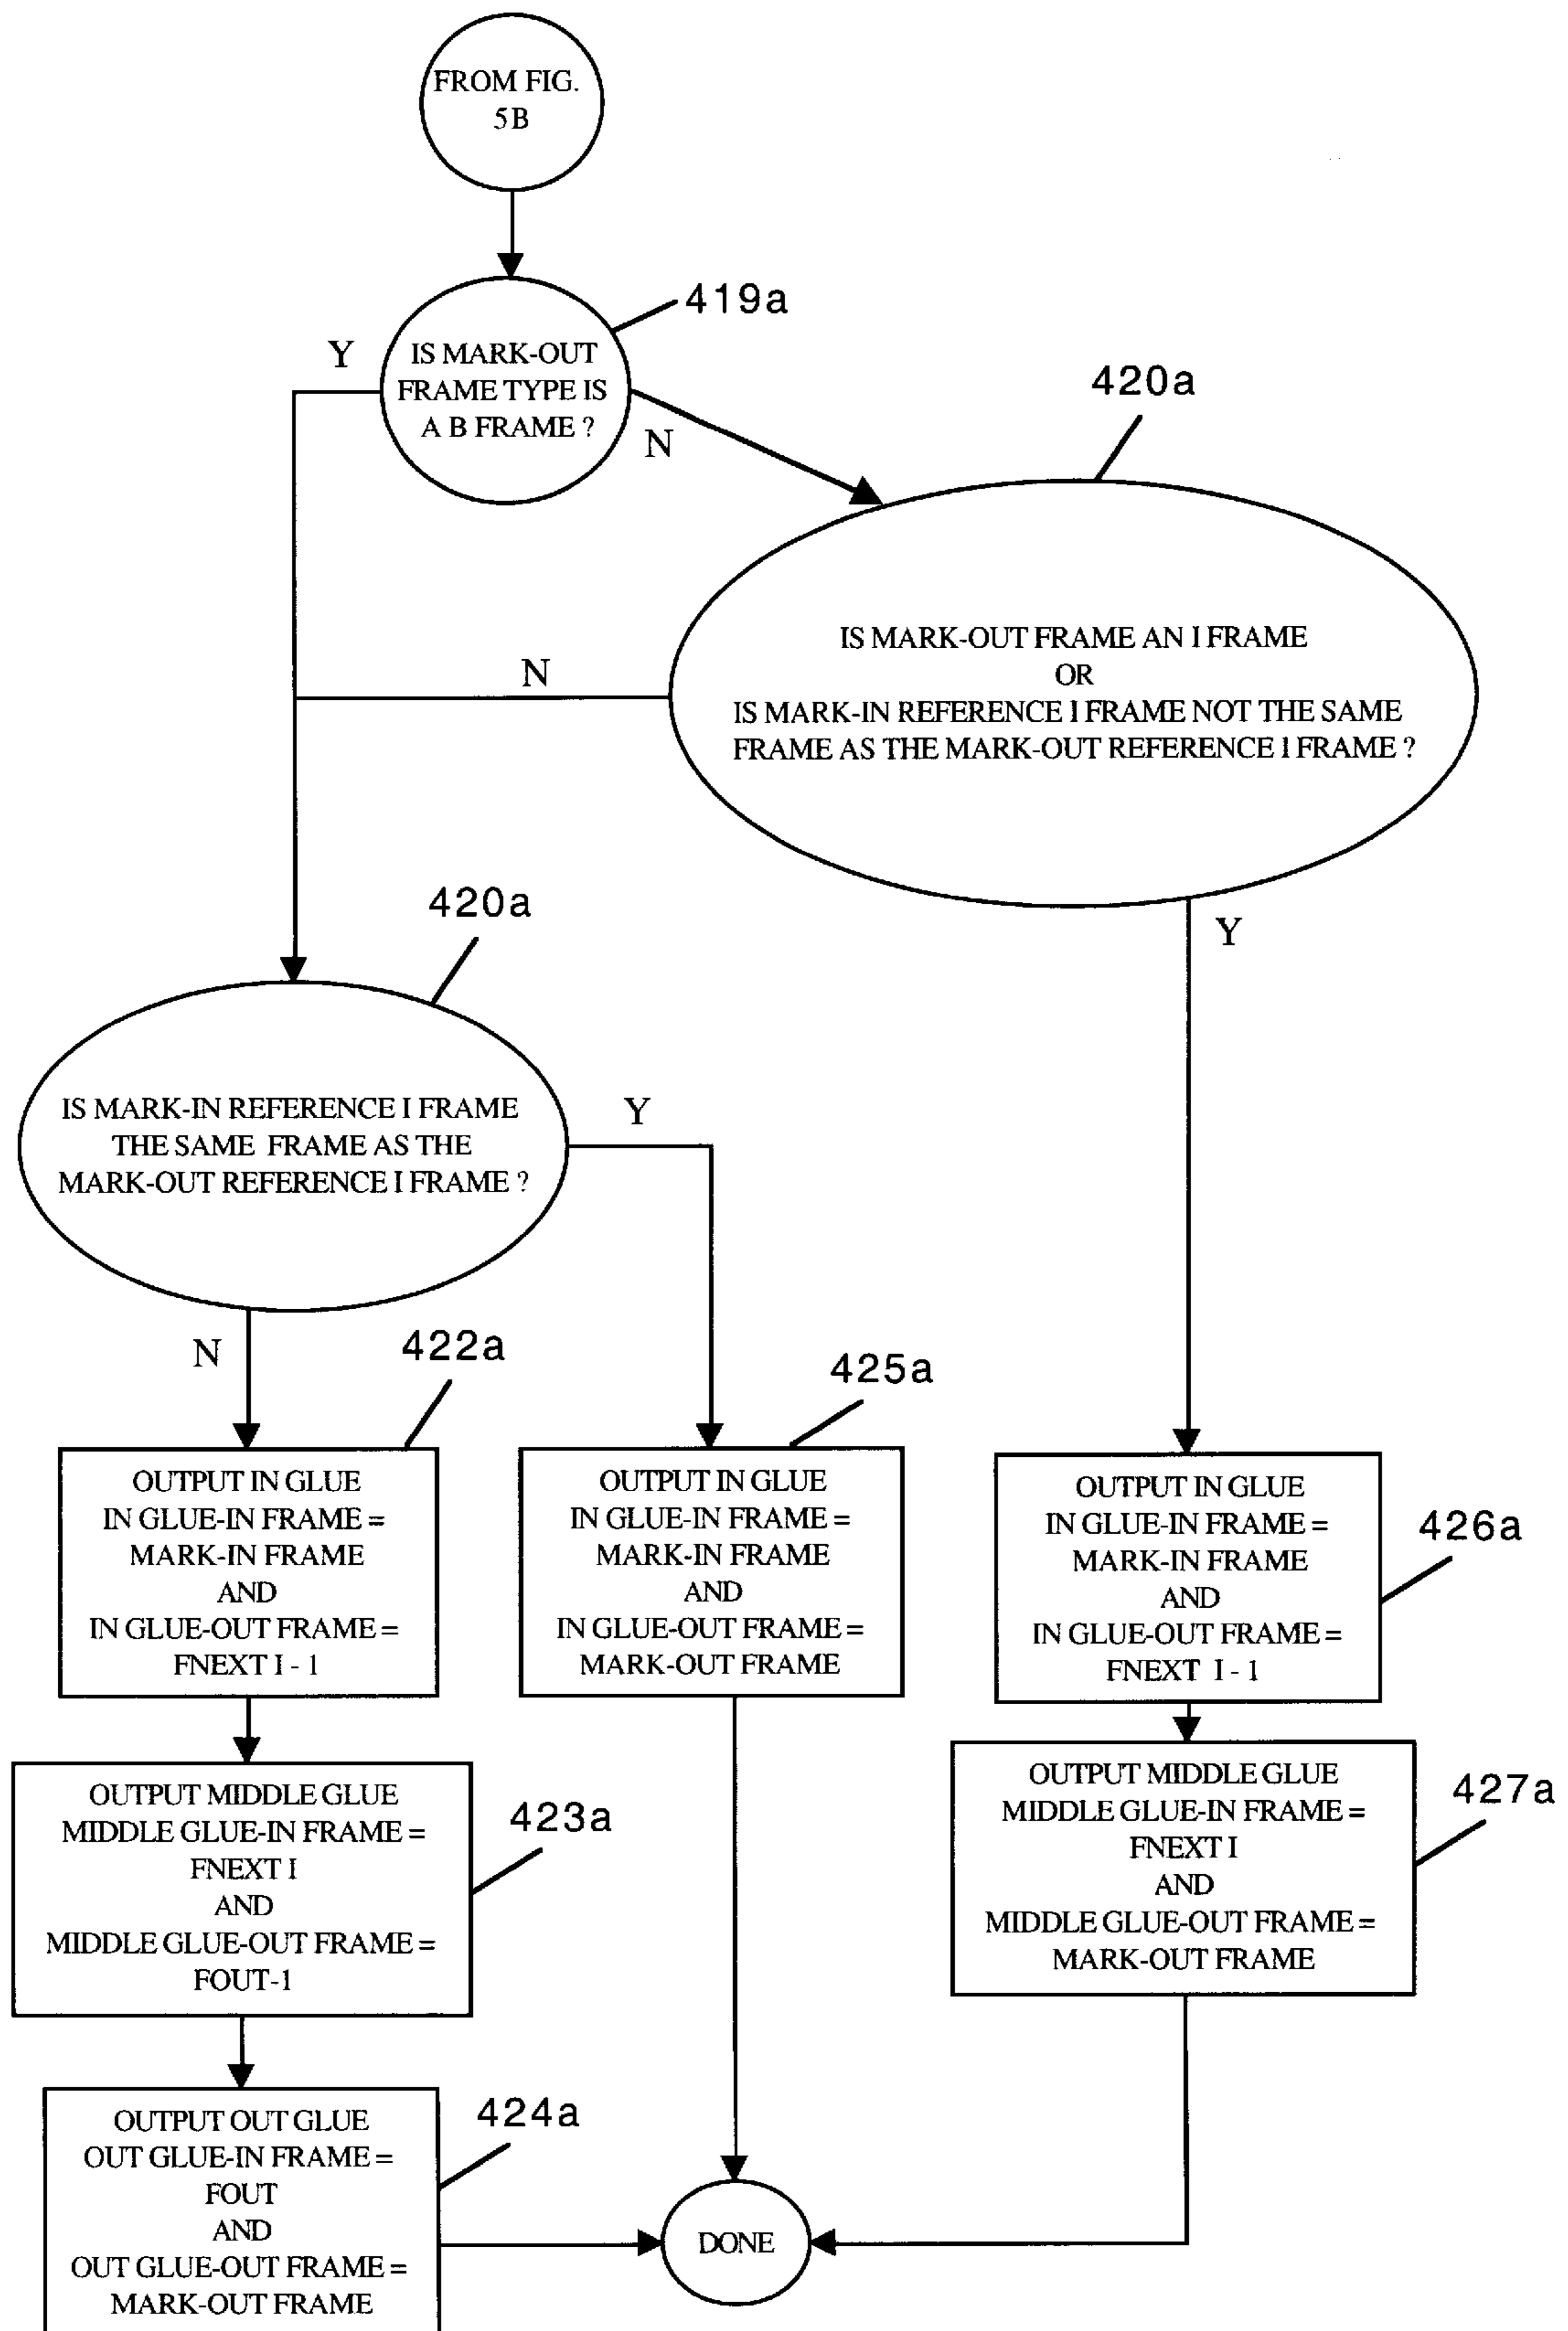 FROM FIG.
5B
419a
Y
IS MARK-OUT
FRAME TYPE IS
A B FRAME ?
N
420a
IS MARK-OUT FRAME AN I FRAME
OR
IS MARK-IN REFERENCE I FRAME NOT THE SAME
FRAME AS THE MARK-OUT REFERENCE I FRAME ?
N
Y
420a
IS MARK-IN REFERENCE I FRAME
THE SAME FRAME AS THE
MARK-OUT REFERENCE I FRAME ?
Y
N
422a
OUTPUT IN GLUE
IN GLUE-IN FRAME =
MARK-IN FRAME
AND
IN GLUE-OUT FRAME =
FNEXT I - 1
425a
OUTPUT IN GLUE
IN GLUE-IN FRAME =
MARK-IN FRAME
AND
IN GLUE-OUT FRAME =
MARK-OUT FRAME
426a
OUTPUT IN GLUE
IN GLUE-IN FRAME =
MARK-IN FRAME
AND
IN GLUE-OUT FRAME =
FNEXT I - 1
423a
OUTPUT MIDDLE GLUE
MIDDLE GLUE-IN FRAME =
FNEXT I
AND
MIDDLE GLUE-OUT FRAME =
FOUT-1
427a
OUTPUT MIDDLE GLUE
MIDDLE GLUE-IN FRAME =
FNEXT I
AND
MIDDLE GLUE-OUT FRAME =
MARK-OUT FRAME
424a
OUTPUT OUT GLUE
OUT GLUE-IN FRAME =
FOUT
AND
OUT GLUE-OUT FRAME =
MARK-OUT FRAME
DONE